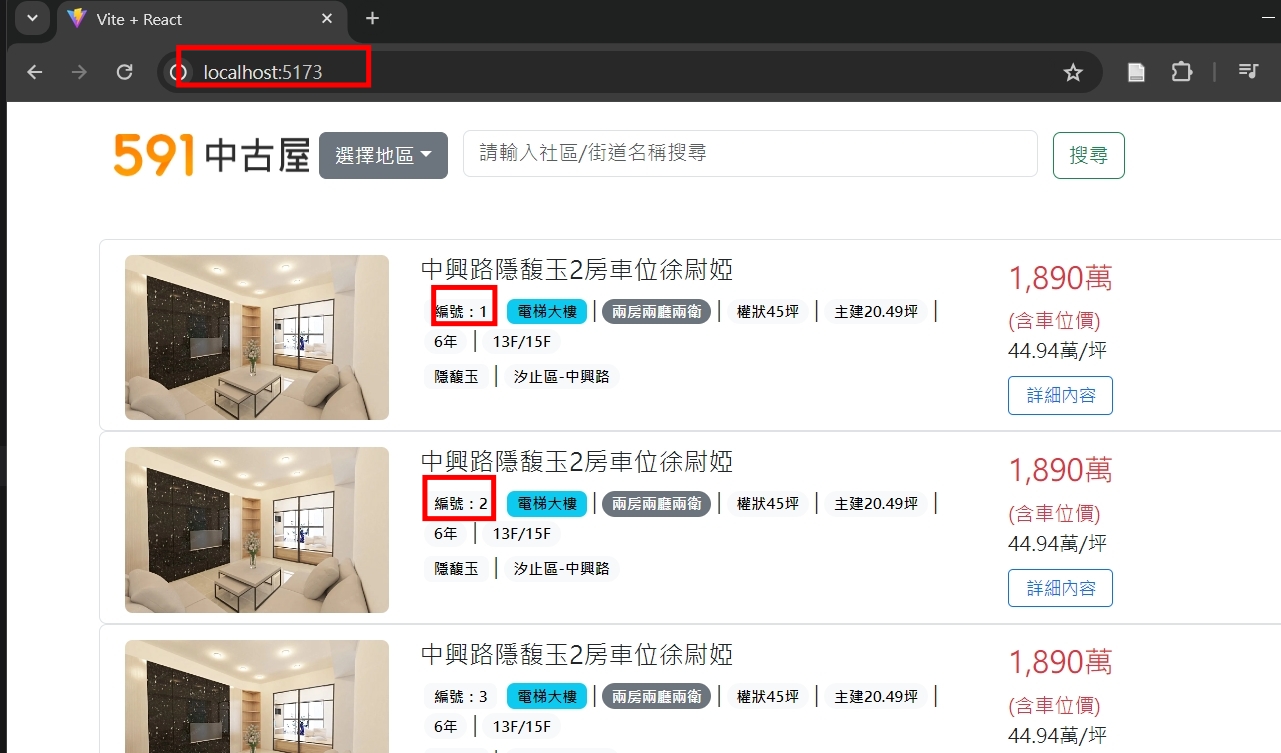 Vite + React
localhost:5173
591 中古屋 選擇地區 請輸入社區/街道名稱搜尋 搜尋
中興路隱馥玉2房車位徐尉婭
1,890萬
編號：1 電梯大樓 | 兩房兩廳兩衛 | 權狀45坪 | 主建20.49坪 |
(含車位價)
6年 | 13F/15F
44.94萬/坪
隱馥玉 | 汐止區-中興路
詳細內容
中興路隱馥玉2房車位徐尉婭
1,890萬
編號：2 電梯大樓 | 兩房兩廳兩衛 | 權狀45坪 | 主建20.49坪 |
(含車位價)
6年 | 13F/15F
44.94萬/坪
隱馥玉 | 汐止區-中興路
詳細內容
中興路隱馥玉2房車位徐尉婭
1,890萬
編號：3 電梯大樓 | 兩房兩廳兩衛 | 權狀45坪 | 主建20.49坪 |
(含車位價)
6年 | 13F/15F
44.94萬/坪